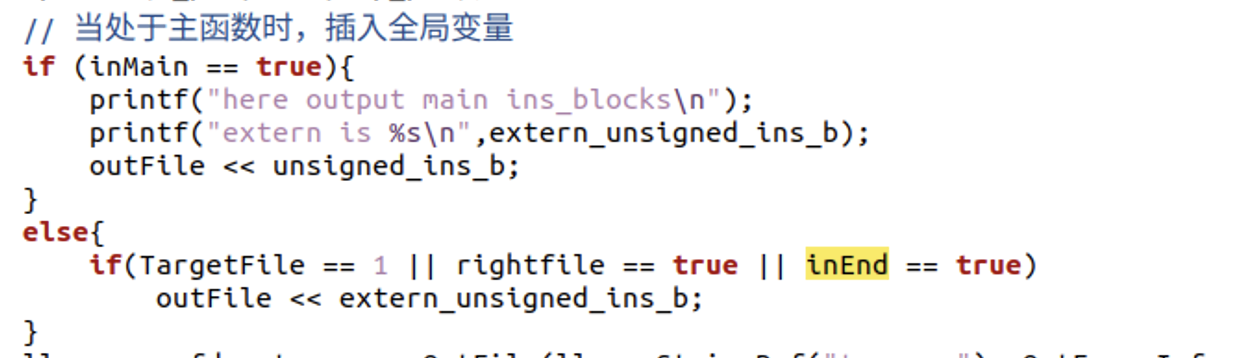 // 当处于主函数时，插入全局变量
if (inMain == true){
    printf("here output main ins_blocks\n");
    printf("extern is %s\n",extern_unsigned_ins_b);
    outFile << unsigned_ins_b;
}
else{
    if(TargetFile == 1 || rightfile == true || inEnd == true)
        outFile << extern_unsigned_ins_b;
}